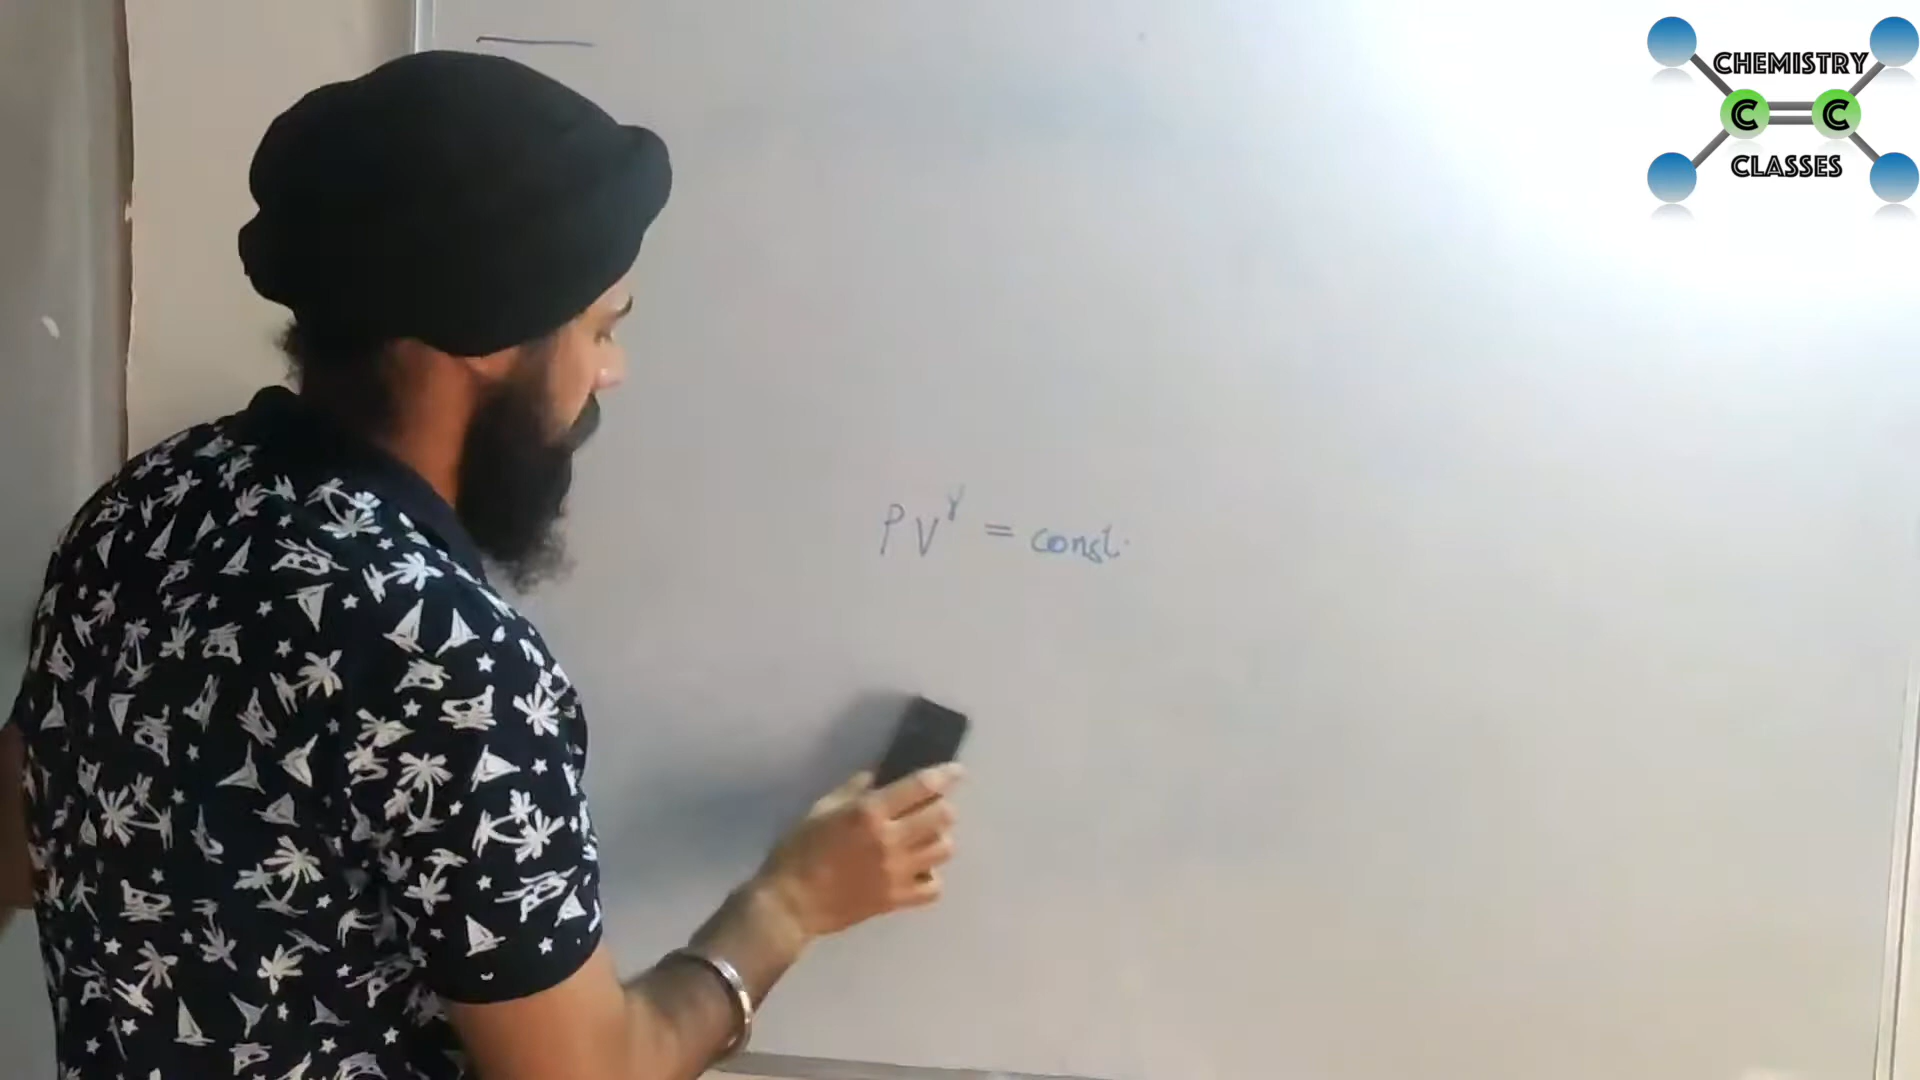 CHEMISTRY
C C
CLASSES
PV^γ = const.